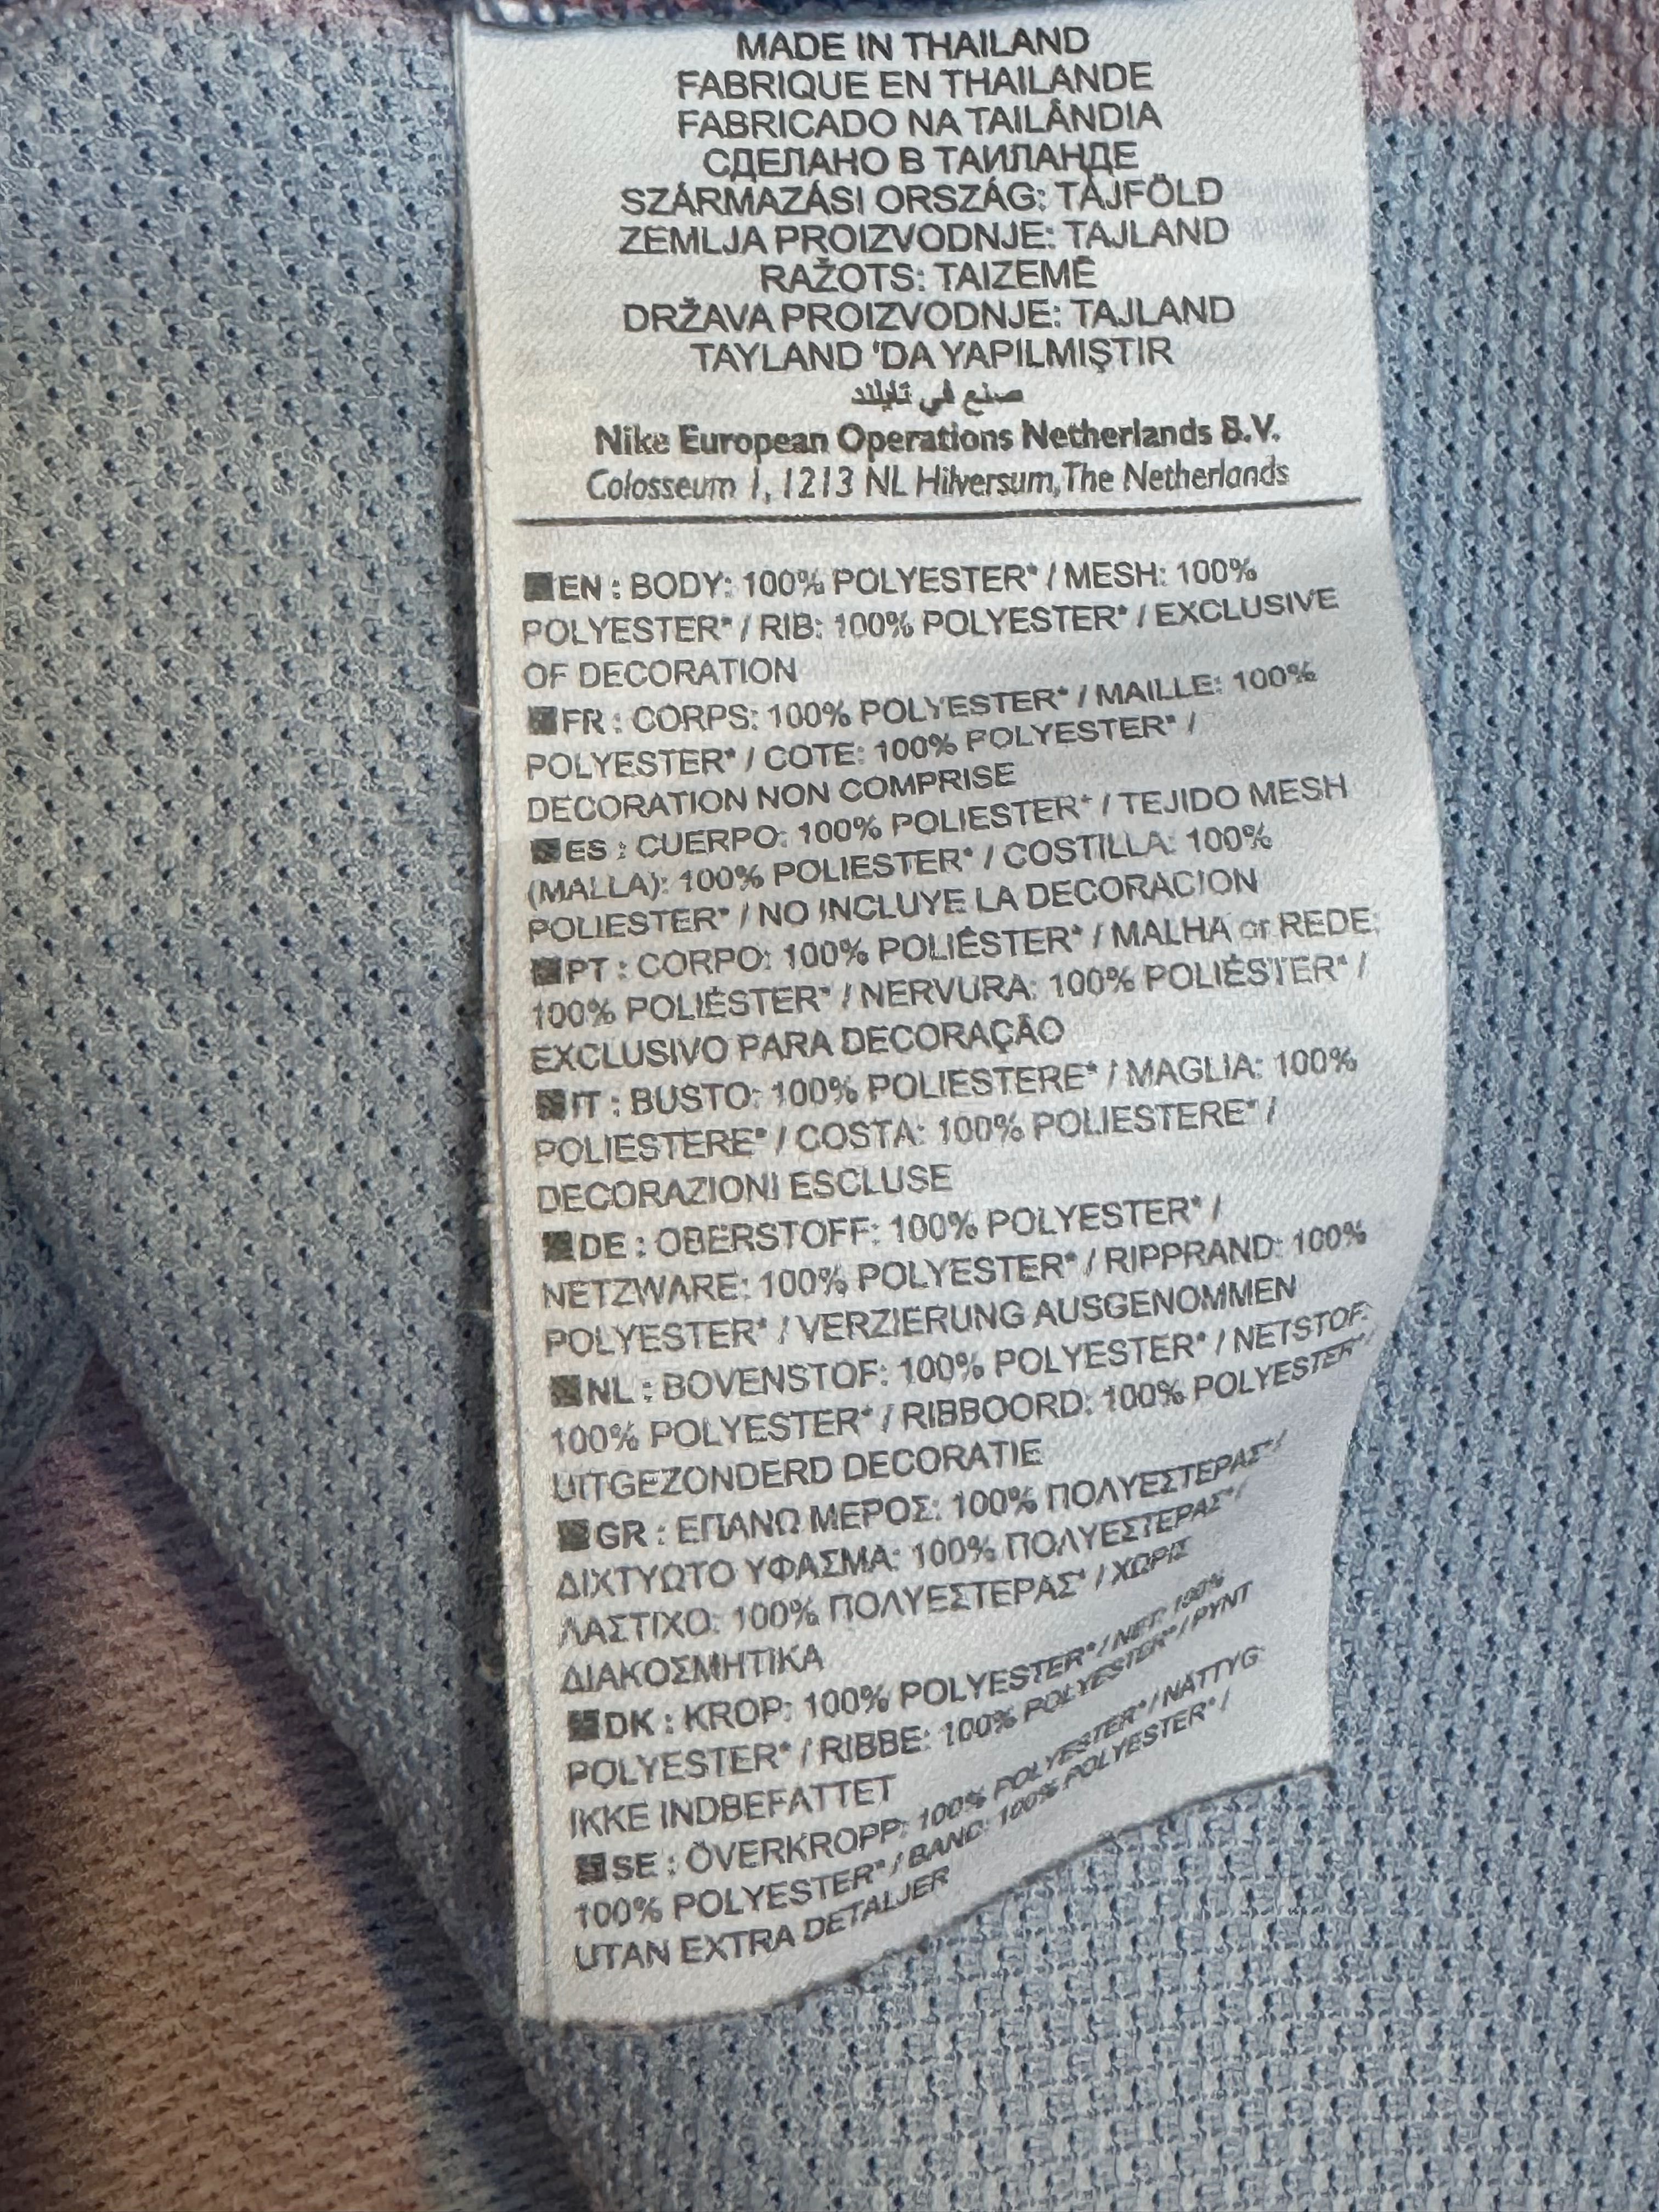 MADE IN THAILAND
FABRIQUE EN THAILANDE
FABRICADO NA TAILÂNDIA
СДЕЛАНО В ТАИЛАНДЕ
SZÁRMAZÁSI ORSZÁG: TÁJFÖLD
ZEMLJA PROIZVODNJE: TAJLAND
RAŽOTS: TAIZEMĒ
DRŽAVA PROIZVODNJE: TAJLAND
TAYLAND 'DA YAPILMIŞTIR
صنع في تايلاند
Nike European Operations Netherlands B.V.
Colosseum 1, 1213 NL Hilversum, The Netherlands
EN : BODY: 100% POLYESTER* / MESH: 100%
POLYESTER* / RIB: 100% POLYESTER* / EXCLUSIVE
OF DECORATION
FR : CORPS: 100% POLYESTER* / MAILLE: 100%
POLYESTER* / COTE: 100% POLYESTER* /
DECORATION NON COMPRISE
ES : CUERPO: 100% POLIESTER* / TEJIDO MESH
(MALLA): 100% POLIESTER* / COSTILLA: 100%
POLIESTER* / NO INCLUYE LA DECORACION
PT : CORPO: 100% POLIÉSTER* / MALHA or REDE:
100% POLIÉSTER* / NERVURA: 100% POLIÉSTER* /
EXCLUSIVO PARA DECORAÇÃO
IT : BUSTO: 100% POLIESTERE* / MAGLIA: 100%
POLIESTERE* / COSTA: 100% POLIESTERE* /
DECORAZIONI ESCLUSE
DE : OBERSTOFF: 100% POLYESTER* /
NETZWARE: 100% POLYESTER* / RIPPRAND: 100%
POLYESTER* / VERZIERUNG AUSGENOMMEN
NL : BOVENSTOF: 100% POLYESTER* / NETSTOF:
100% POLYESTER* / RIBBOORD: 100% POLYESTER* /
UITGEZONDERD DECORATIE
GR : ΕΠΑΝΩ ΜΕΡΟΣ: 100% ΠΟΛΥΕΣΤΕΡΑΣ* /
ΔΙΧΤΥΩΤΟ ΥΦΑΣΜΑ: 100% ΠΟΛΥΕΣΤΕΡΑΣ* /
ΛΑΣΤΙΧΟ: 100% ΠΟΛΥΕΣΤΕΡΑΣ* / ΧΩΡΙΣ
ΔΙΑΚΟΣΜΗΤΙΚΑ
DK : KROP: 100% POLYESTER* / NET: 100%
POLYESTER* / RIBBE: 100% POLYESTER* / PYNT
IKKE INDBEFATTET
SE : ÖVERKROPP: 100% POLYESTER* / NÄTTYG:
100% POLYESTER* / BAND: 100% POLYESTER* /
UTAN EXTRA DETALJER